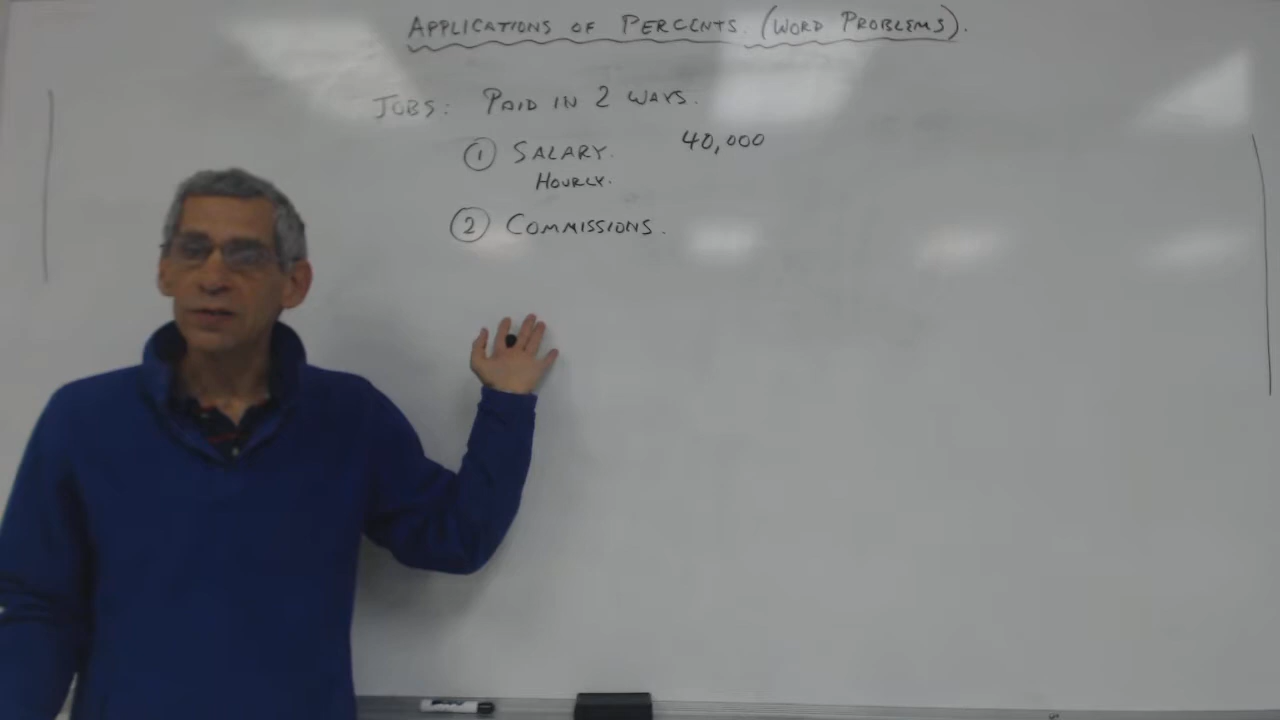 APPLICATIONS OF PERCENTS. (WORD PROBLEMS).
JOBS: PAID IN 2 WAYS.
① SALARY. 40,000
HOURLY.
② COMMISSIONS.